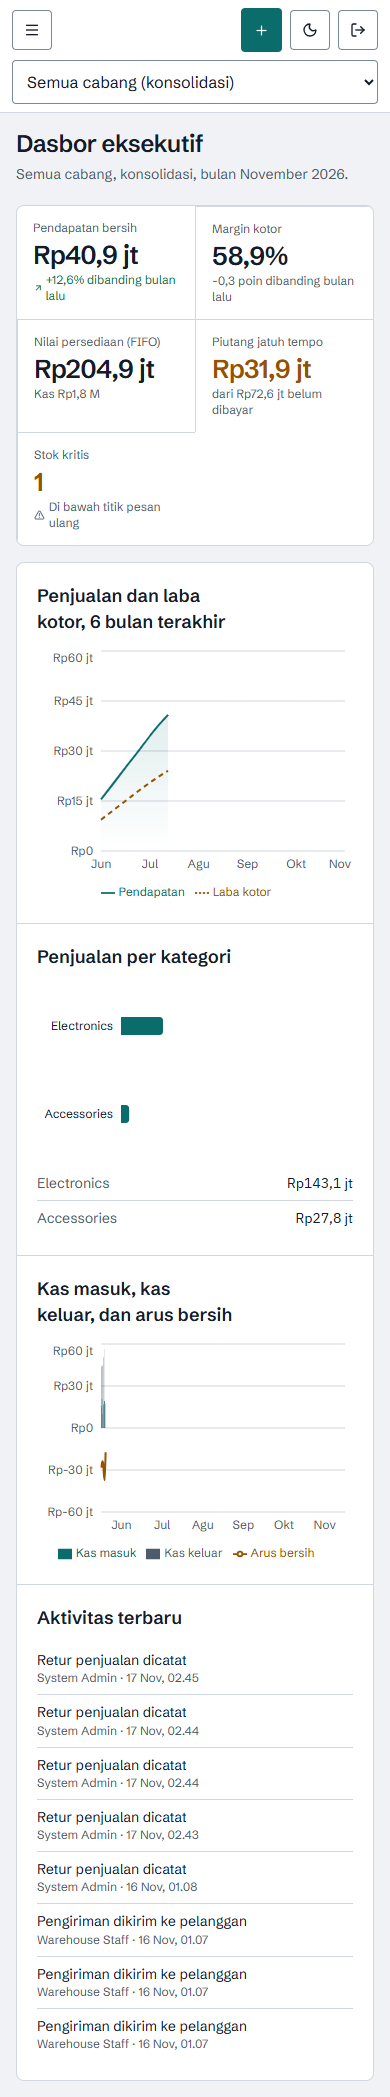 Semua cabang (konsolidasi)
Dasbor eksekutif
Semua cabang, konsolidasi, bulan November 2026.
Pendapatan bersih
Rp40,9 jt
+12,6% dibanding bulan
lalu
Margin kotor
58,9%
-0,3 poin dibanding bulan
lalu
Nilai persediaan (FIFO)
Rp204,9 jt
Kas Rp1,8 M
Piutang jatuh tempo
Rp31,9 jt
dari Rp72,6 jt belum
dibayar
Stok kritis
1
Di bawah titik pesan
ulang
Penjualan dan laba
kotor, 6 bulan terakhir
Rp60 jt
Rp45 jt
Rp30 jt
Rp15 jt
Rp0
Jun Jul Agu Sep Okt Nov
Pendapatan Laba kotor
Penjualan per kategori
Electronics
Accessories
Electronics Rp143,1 jt
Accessories Rp27,8 jt
Kas masuk, kas
keluar, dan arus bersih
Rp60 jt
Rp30 jt
Rp0
Rp-30 jt
Rp-60 jt
Jun Jul Agu Sep Okt Nov
Kas masuk Kas keluar Arus bersih
Aktivitas terbaru
Retur penjualan dicatat
System Admin · 17 Nov, 02.45
Retur penjualan dicatat
System Admin · 17 Nov, 02.44
Retur penjualan dicatat
System Admin · 17 Nov, 02.44
Retur penjualan dicatat
System Admin · 17 Nov, 02.43
Retur penjualan dicatat
System Admin · 16 Nov, 01.08
Pengiriman dikirim ke pelanggan
Warehouse Staff · 16 Nov, 01.07
Pengiriman dikirim ke pelanggan
Warehouse Staff · 16 Nov, 01.07
Pengiriman dikirim ke pelanggan
Warehouse Staff · 16 Nov, 01.07